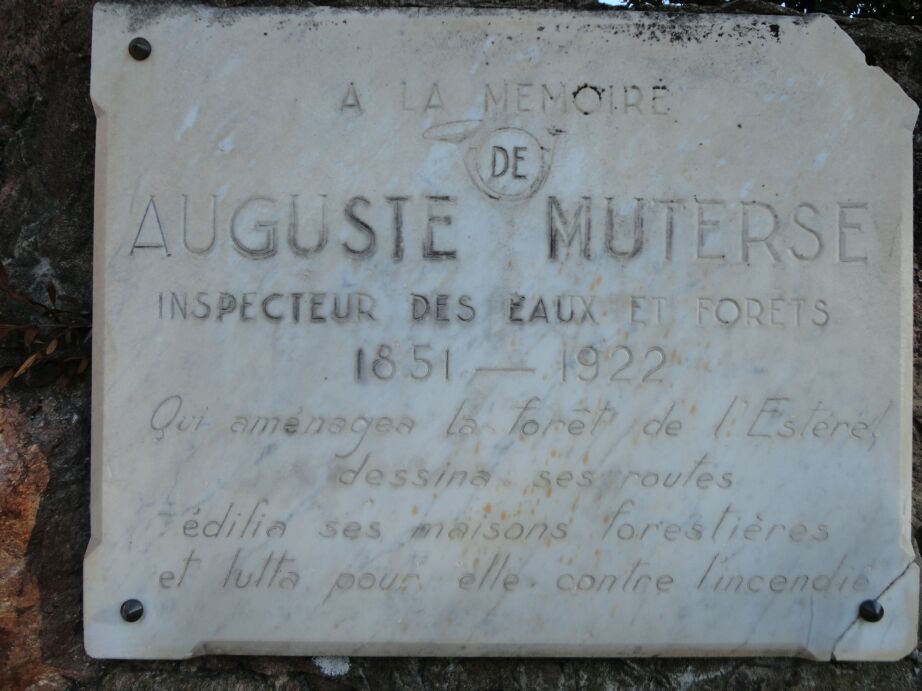 A LA MEMOIRE
DE
AUGUSTE MUTERSE
INSPECTEUR DES EAUX ET FORETS
1851 — 1922
Qui aménagea la forêt de l'Estérel
dessina ses routes
édifia ses maisons forestières
et lutta pour elle contre l'incendie